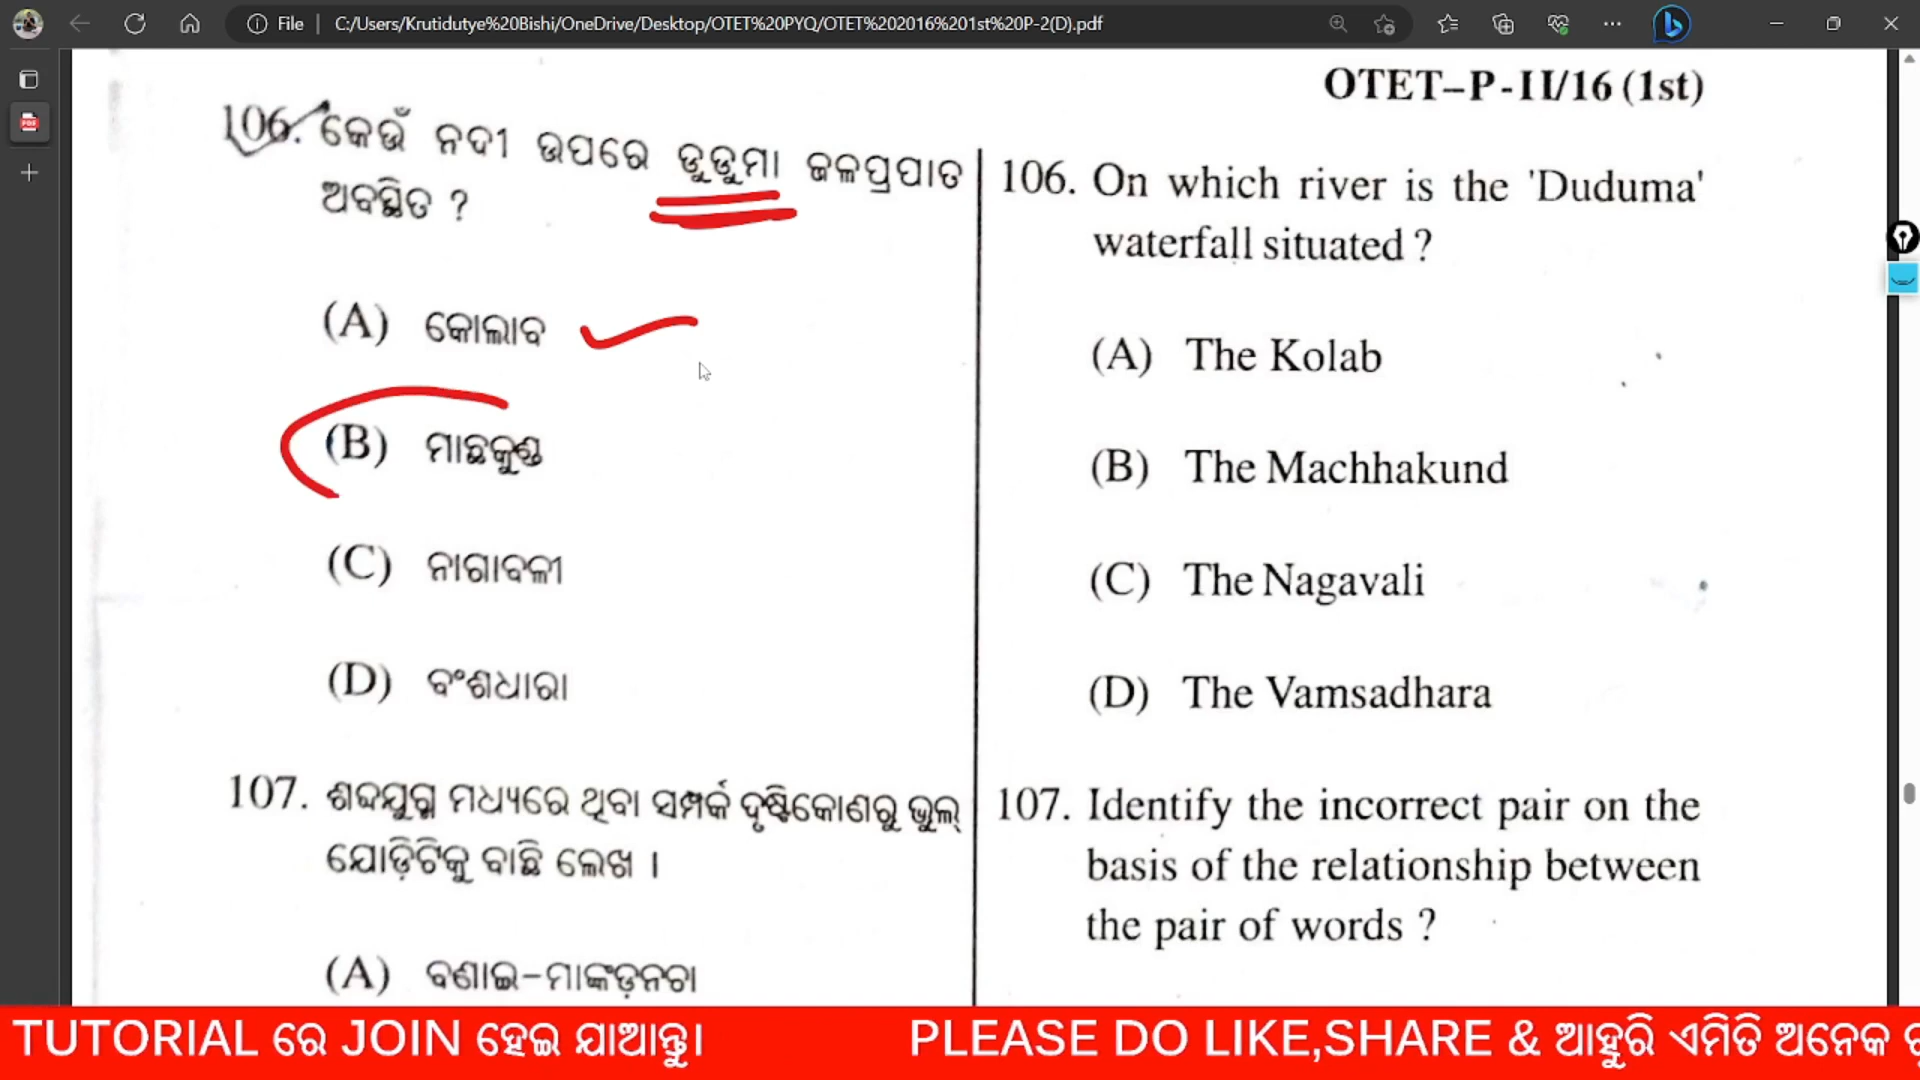 File
C:/Users/Krutidutye%20Bishi/OneDrive/Desktop/OTET%20PYQ/OTET%202016%201st%20P-2(D).pdf
OTET–P-II/16 (1st)
106. କେଉଁ ନଦୀ ଉପରେ ଡୁଡୁମା ଜଳପ୍ରପାତ
ଅବସ୍ଥିତ ?
(A) କୋଲାବ
(B) ମାଛକୁଣ୍ଡ
(C) ନାଗାବଳୀ
(D) ବଂଶଧାରା
107. ଶବ୍ଦଯୁଗ୍ମ ମଧ୍ୟରେ ଥିବା ସମ୍ପର୍କ ଦୃଷ୍ଟିକୋଣରୁ ଭୁଲ୍
ଯୋଡ଼ିଟିକୁ ବାଛି ଲେଖ ।
(A) ବଣାଇ–ମାଙ୍କଡ଼ନଚା
106. On which river is the 'Duduma'
waterfall situated ?
(A) The Kolab
(B) The Machhakund
(C) The Nagavali
(D) The Vamsadhara
107. Identify the incorrect pair on the
basis of the relationship between
the pair of words ?
TUTORIAL ରେ JOIN ହେଇ ଯାଆନ୍ତୁ। PLEASE DO LIKE,SHARE & ଆହୁରି ଏମିତି ଅନେକ